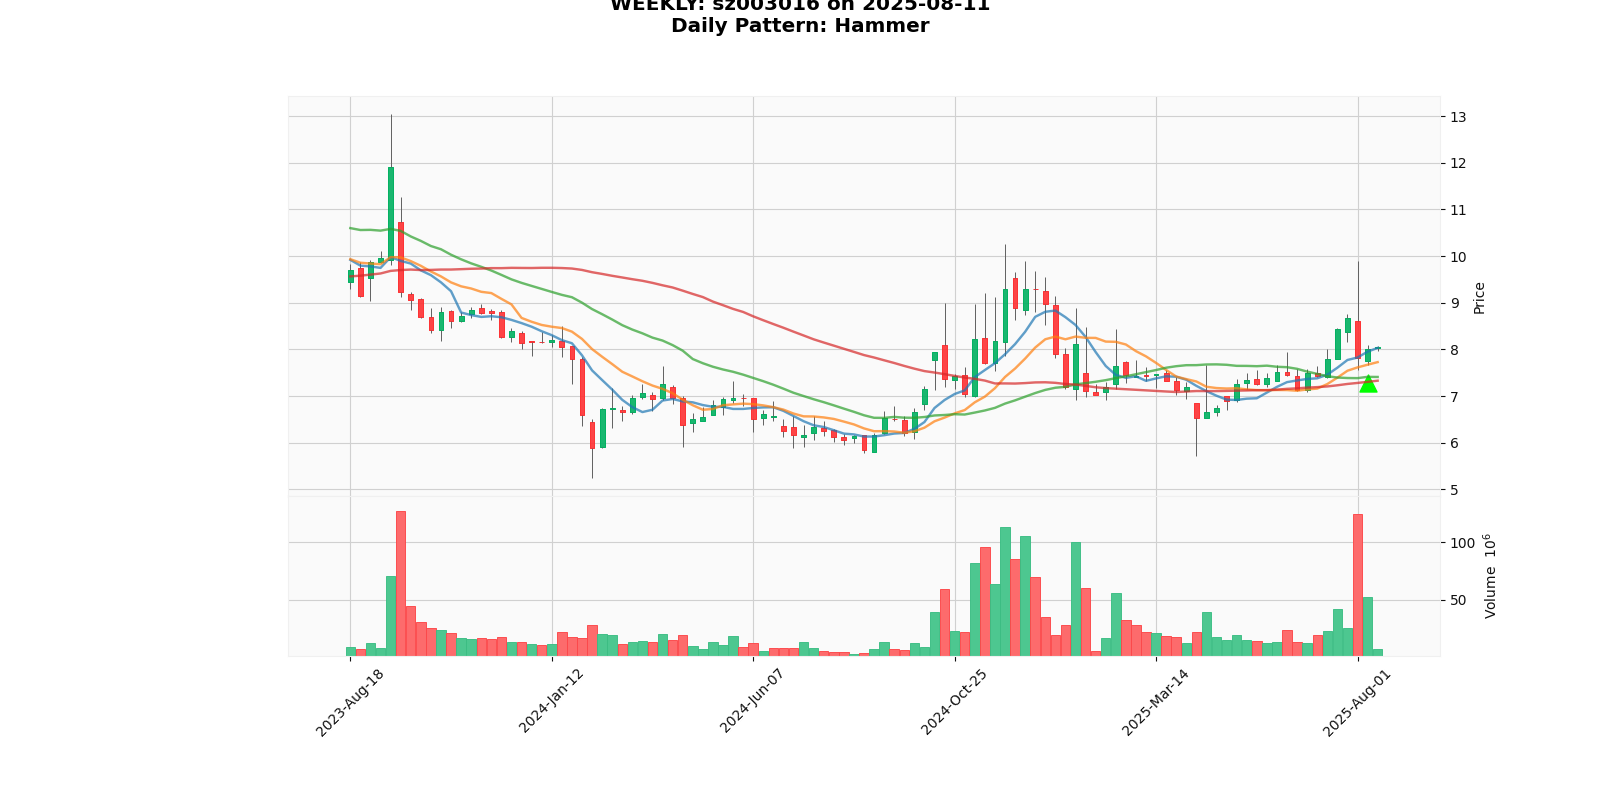 WEEKLY: sz003016 on 2025-08-11
Daily Pattern: Hammer
13
12
11
10
9
8
7
6
5
Price
100
50
Volume 10^6
2023-Aug-18
2024-Jan-12
2024-Jun-07
2024-Oct-25
2025-Mar-14
2025-Aug-01